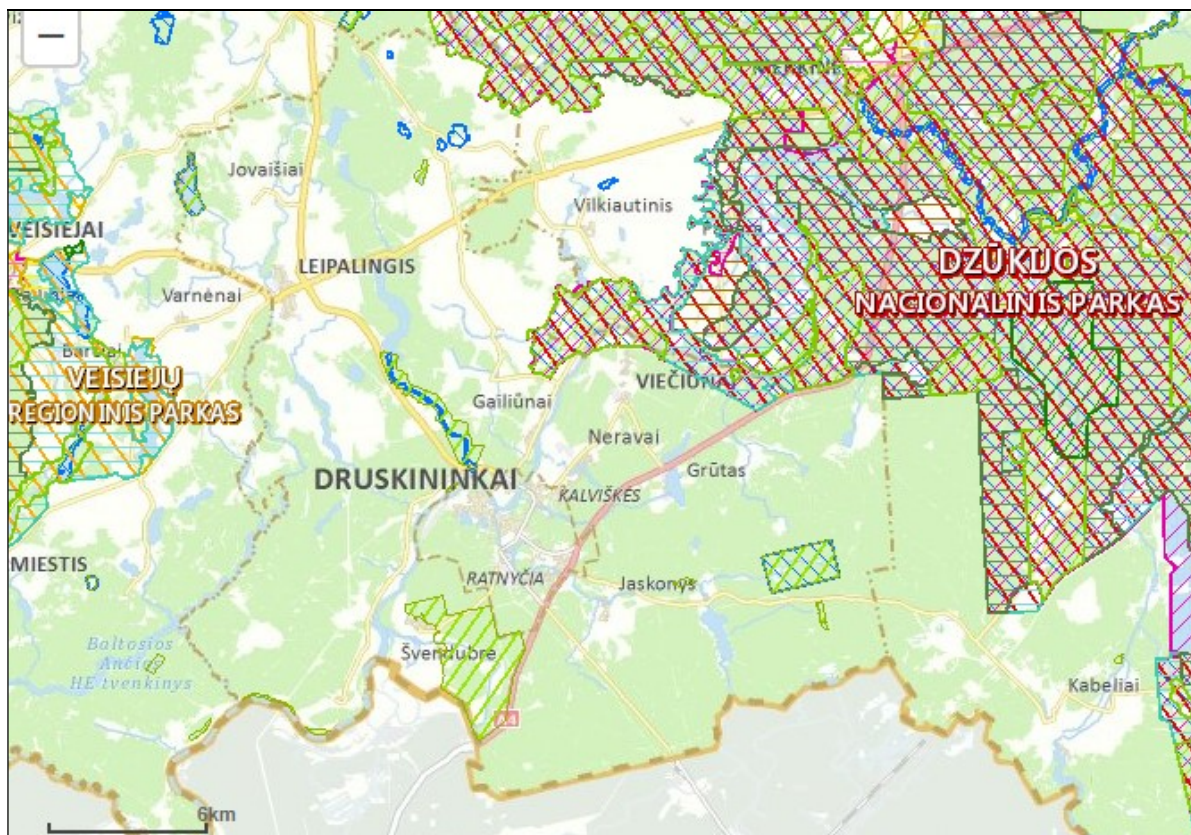 −
Jovaišiai
Vilkiautinis
VEISIEJAI
LEIPALINGIS
DZŪKIJOS
NACIONALINIS PARKAS
Varnėnai
VEISIEJŲ
REGIONINIS PARKAS
Gailiūnai
Neravai
Grūtas
DRUSKININKAI
KALVIŠKĖS
MIESTIS
RATNYČIA
Jaskonys
Baltosios
Ančios
HE tvenkinys
Švendubrė
Kabeliai
A4
6km